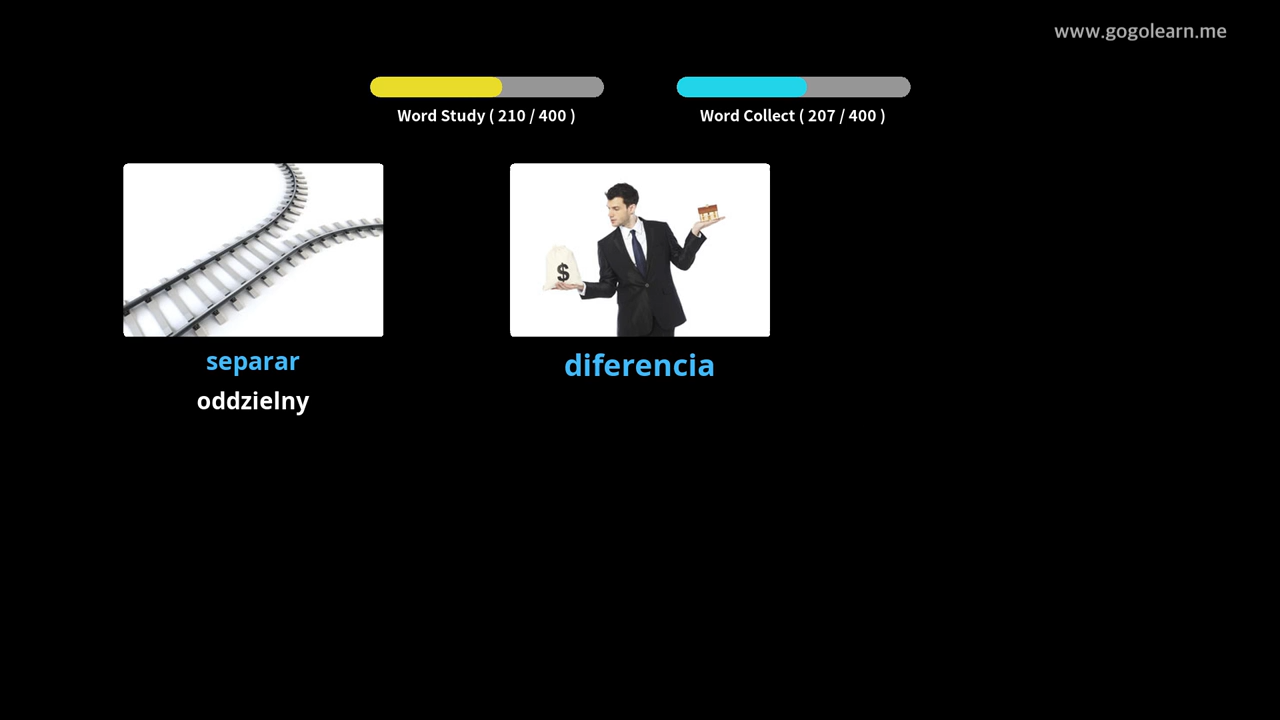 www.gogolearn.me
Word Study ( 210 / 400 )
Word Collect ( 207 / 400 )
$
separar
oddzielny
diferencia